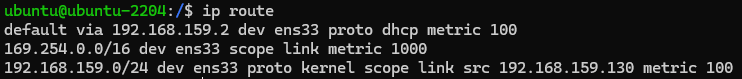 ubuntu@ubuntu-2204:/$ ip route
default via 192.168.159.2 dev ens33 proto dhcp metric 100
169.254.0.0/16 dev ens33 scope link metric 1000
192.168.159.0/24 dev ens33 proto kernel scope link src 192.168.159.130 metric 100